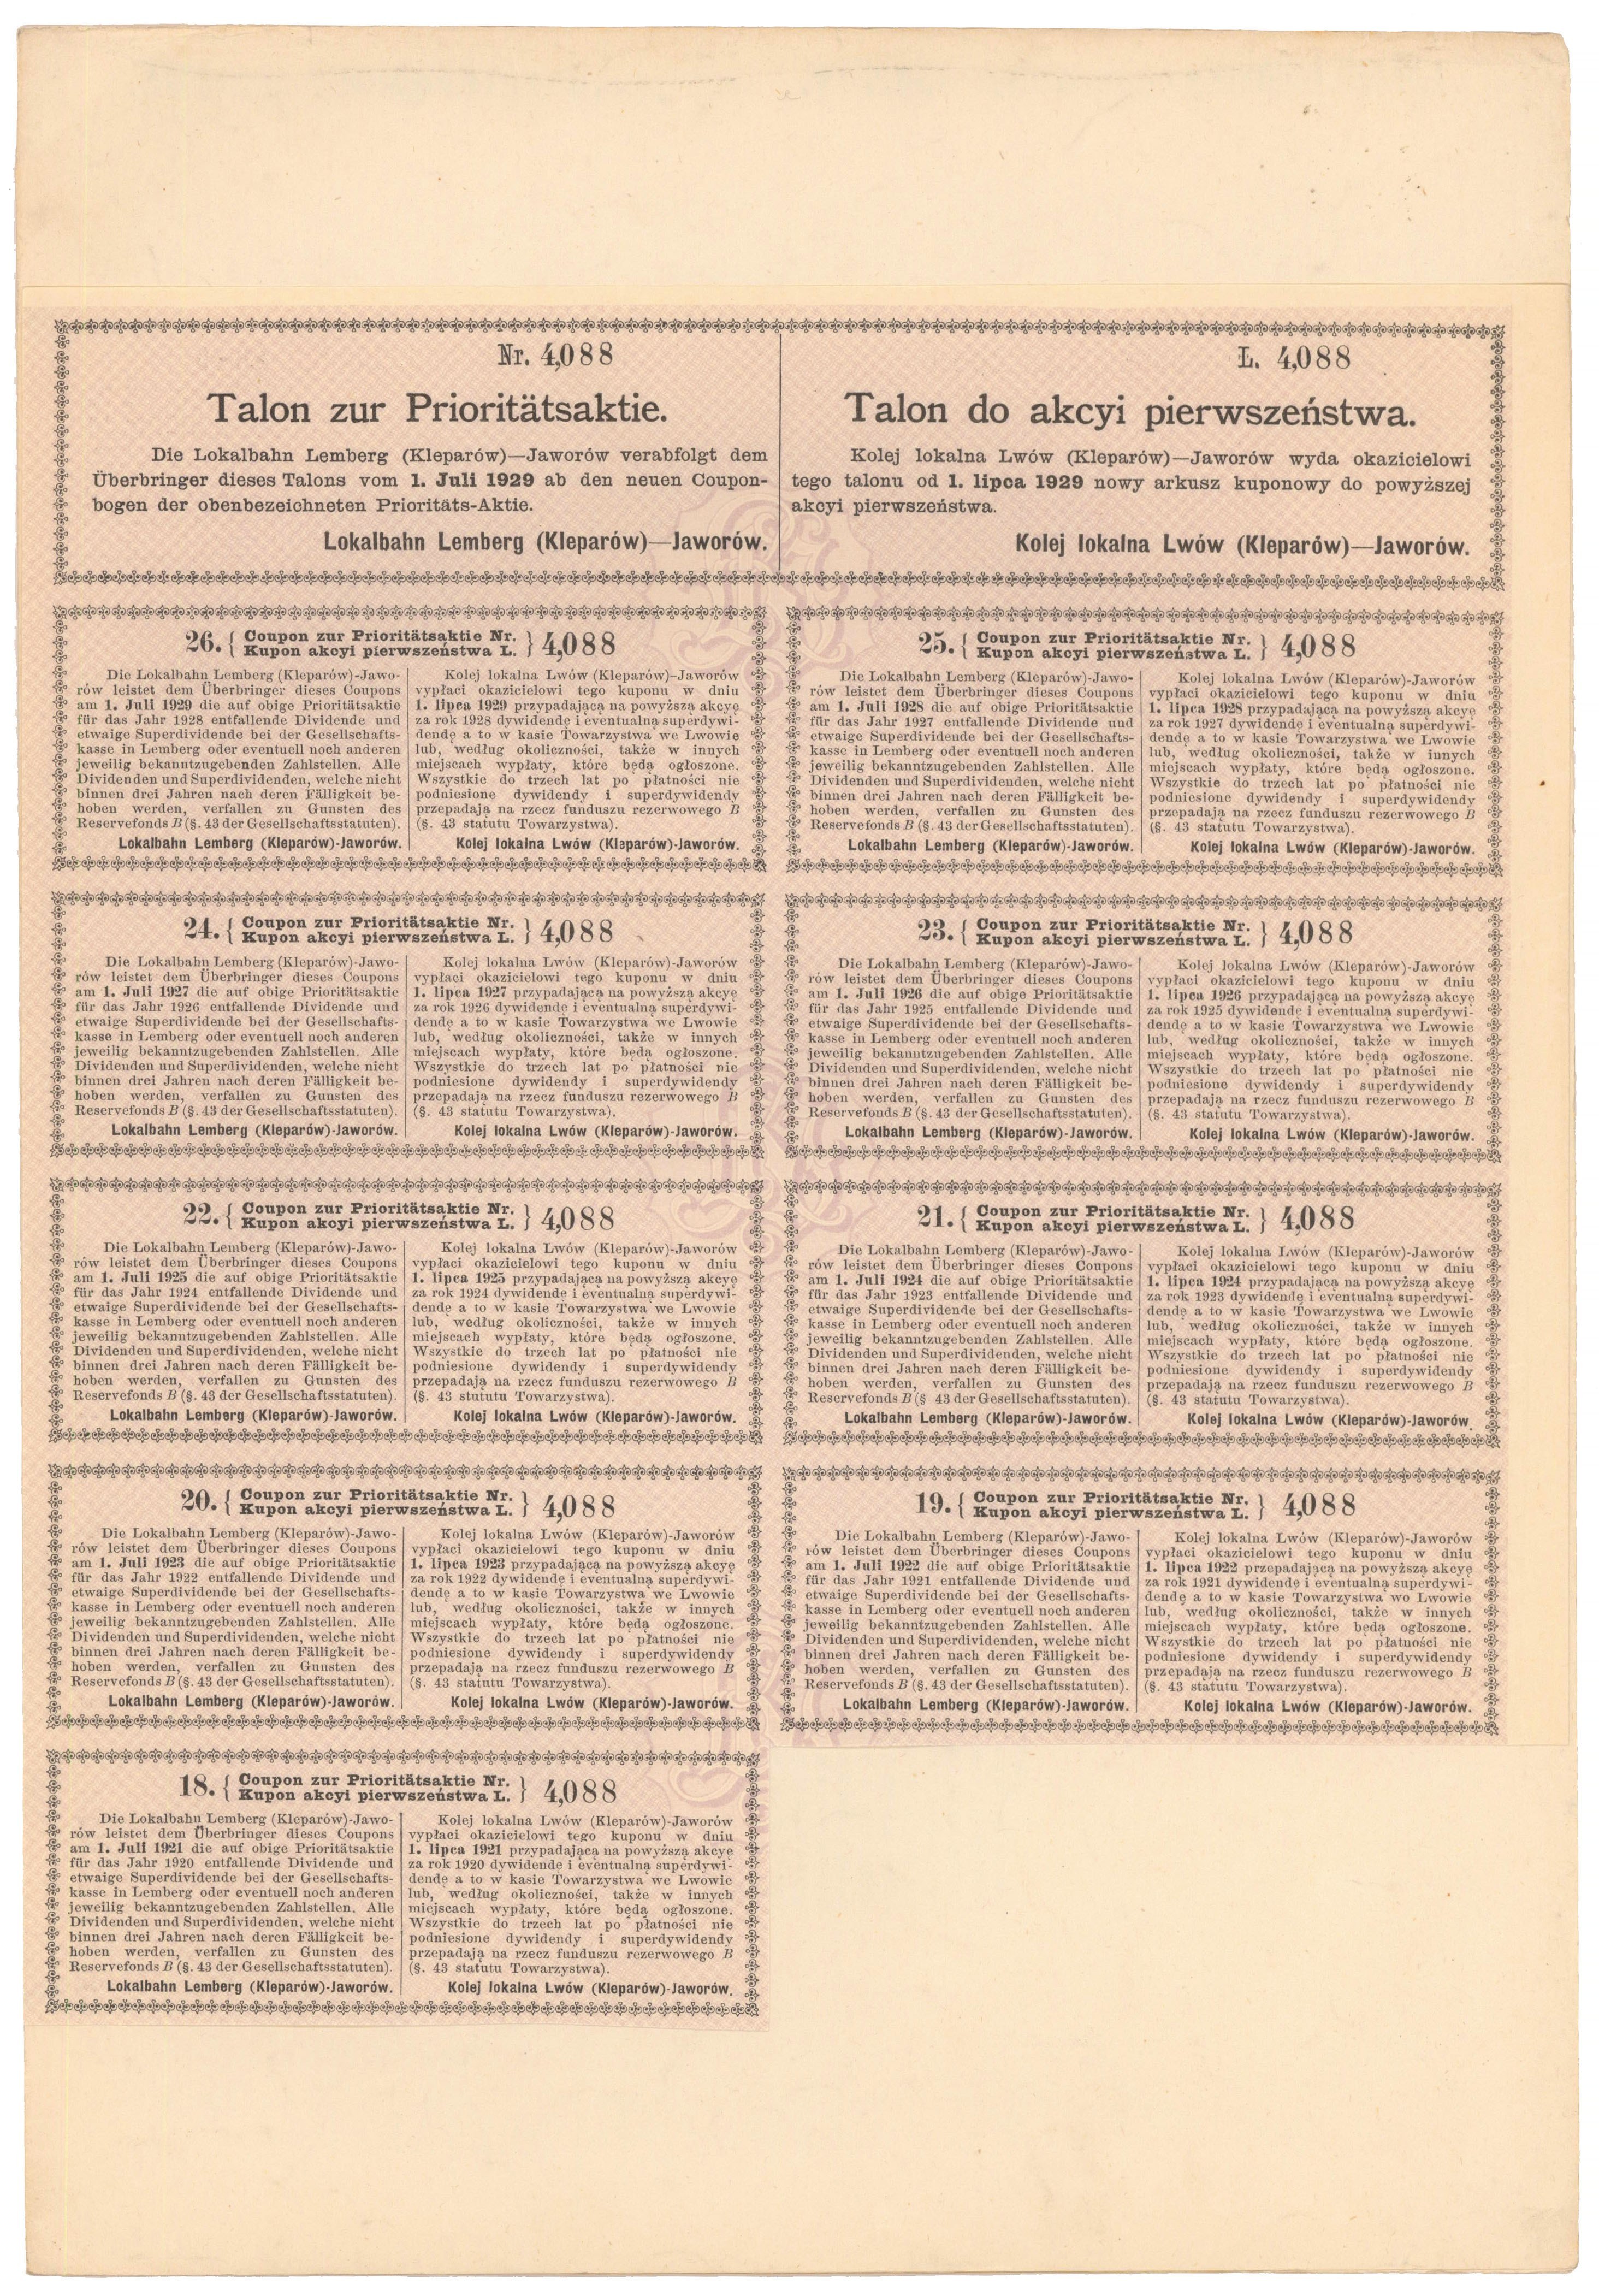 Nr. 4,088
Talon zur Prioritätsaktie.
Die Lokalbahn Lemberg (Kleparów)—Jaworów verabfolgt dem
Überbringer dieses Talons vom 1. Juli 1929 ab den neuen Coupon-
bogen der obenbezeichneten Prioritäts-Aktie.
Lokalbahn Lemberg (Kleparów)—Jaworów.
L. 4,088
Talon do akcyi pierwszeństwa.
Kolej lokalna Lwów (Kleparów)—Jaworów wyda okazicielowi
tego talonu od 1. lipca 1929 nowy arkusz kuponowy do powyższej
akcyi pierwszeństwa.
Kolej lokalna Lwów (Kleparów)—Jaworów.
26. { Coupon zur Prioritätsaktie Nr. } 4,088
Kupon akcyi pierwszeństwa L.
Die Lokalbahn Lemberg (Kleparów)-Jawo-
rów leistet dem Überbringer dieses Coupons
am 1. Juli 1929 die auf obige Prioritätsaktie
für das Jahr 1928 entfallende Dividende und
etwaige Superdividende bei der Gesellschafts-
kasse in Lemberg oder eventuell noch anderen
jeweilig bekanntzugebenden Zahlstellen. Alle
Dividenden und Superdividenden, welche nicht
binnen drei Jahren nach deren Fälligkeit be-
hoben werden, verfallen zu Gunsten des
Reservefonds B (§. 43 der Gesellschaftsstatuten).
Lokalbahn Lemberg (Kleparów)-Jaworów.
Kolej lokalna Lwów (Kleparów)-Jaworów
vypłaci okazicielowi tego kuponu w dniu
1. lipca 1929 przypadającą na powyższą akcyę
za rok 1928 dywidendę i eventualną superdywi-
dendę a to w kasie Towarzystwa we Lwowie
lub, według okoliczności, także w innych
miejscach wypłaty, które będą ogłoszone.
Wszystkie do trzech lat po płatności nie
podniesione dywidendy i superdywidendy
przepadają na rzecz funduszu rezerwowego B
(§. 43 statutu Towarzystwa).
Kolej lokalna Lwów (Kleparów)-Jaworów.
25. { Coupon zur Prioritätsaktie Nr. } 4,088
Kupon akcyi pierwszeństwa L.
Die Lokalbahn Lemberg (Kleparów)-Jawo-
rów leistet dem Überbringer dieses Coupons
am 1. Juli 1928 die auf obige Prioritätsaktie
für das Jahr 1927 entfallende Dividende und
etwaige Superdividende bei der Gesellschafts-
kasse in Lemberg oder eventuell noch anderen
jeweilig bekanntzugebenden Zahlstellen. Alle
Dividenden und Superdividenden, welche nicht
binnen drei Jahren nach deren Fälligkeit be-
hoben werden, verfallen zu Gunsten des
Reservefonds B (§. 43 der Gesellschaftsstatuten).
Lokalbahn Lemberg (Kleparów)-Jaworów.
Kolej lokalna Lwów (Kleparów)-Jaworów
vypłaci okazicielowi tego kuponu w dniu
1. lipca 1928 przypadającą na powyższą akcyę
za rok 1927 dywidendę i eventualną superdywi-
dendę a to w kasie Towarzystwa we Lwowie
lub, według okoliczności, także w innych
miejscach wypłaty, które będą ogłoszone.
Wszystkie do trzech lat po płatności nie
podniesione dywidendy i superdywidendy
przepadają na rzecz funduszu rezerwowego B
(§. 43 statutu Towarzystwa).
Kolej lokalna Lwów (Kleparów)-Jaworów.
24. { Coupon zur Prioritätsaktie Nr. } 4,088
Kupon akcyi pierwszeństwa L.
Die Lokalbahn Lemberg (Kleparów)-Jawo-
rów leistet dem Überbringer dieses Coupons
am 1. Juli 1927 die auf obige Prioritätsaktie
für das Jahr 1926 entfallende Dividende und
etwaige Superdividende bei der Gesellschafts-
kasse in Lemberg oder eventuell noch anderen
jeweilig bekanntzugebenden Zahlstellen. Alle
Dividenden und Superdividenden, welche nicht
binnen drei Jahren nach deren Fälligkeit be-
hoben werden, verfallen zu Gunsten des
Reservefonds B (§. 43 der Gesellschaftsstatuten).
Lokalbahn Lemberg (Kleparów)-Jaworów.
Kolej lokalna Lwów (Kleparów)-Jaworów
vypłaci okazicielowi tego kuponu w dniu
1. lipca 1927 przypadającą na powyższą akcyę
za rok 1926 dywidendę i eventualną superdywi-
dendę a to w kasie Towarzystwa we Lwowie
lub, według okoliczności, także w innych
miejscach wypłaty, które będą ogłoszone.
Wszystkie do trzech lat po płatności nie
podniesione dywidendy i superdywidendy
przepadają na rzecz funduszu rezerwowego B
(§. 43 statutu Towarzystwa).
Kolej lokalna Lwów (Kleparów)-Jaworów.
23. { Coupon zur Prioritätsaktie Nr. } 4,088
Kupon akcyi pierwszeństwa L.
Die Lokalbahn Lemberg (Kleparów)-Jawo-
rów leistet dem Überbringer dieses Coupons
am 1. Juli 1926 die auf obige Prioritätsaktie
für das Jahr 1925 entfallende Dividende und
etwaige Superdividende bei der Gesellschafts-
kasse in Lemberg oder eventuell noch anderen
jeweilig bekanntzugebenden Zahlstellen. Alle
Dividenden und Superdividenden, welche nicht
binnen drei Jahren nach deren Fälligkeit be-
hoben werden, verfallen zu Gunsten des
Reservefonds B (§. 43 der Gesellschaftsstatuten).
Lokalbahn Lemberg (Kleparów)-Jaworów.
Kolej lokalna Lwów (Kleparów)-Jaworów
vypłaci okazicielowi tego kuponu w dniu
1. lipca 1926 przypadającą na powyższą akcyę
za rok 1925 dywidendę i eventualną superdywi-
dendę a to w kasie Towarzystwa we Lwowie
lub, według okoliczności, także w innych
miejscach wypłaty, które będą ogłoszone.
Wszystkie do trzech lat po płatności nie
podniesione dywidendy i superdywidendy
przepadają na rzecz funduszu rezerwowego B
(§. 43 statutu Towarzystwa).
Kolej lokalna Lwów (Kleparów)-Jaworów.
22. { Coupon zur Prioritätsaktie Nr. } 4,088
Kupon akcyi pierwszeństwa L.
Die Lokalbahn Lemberg (Kleparów)-Jawo-
rów leistet dem Überbringer dieses Coupons
am 1. Juli 1925 die auf obige Prioritätsaktie
für das Jahr 1924 entfallende Dividende und
etwaige Superdividende bei der Gesellschafts-
kasse in Lemberg oder eventuell noch anderen
jeweilig bekanntzugebenden Zahlstellen. Alle
Dividenden und Superdividenden, welche nicht
binnen drei Jahren nach deren Fälligkeit be-
hoben werden, verfallen zu Gunsten des
Reservefonds B (§. 43 der Gesellschaftsstatuten).
Lokalbahn Lemberg (Kleparów)-Jaworów.
Kolej lokalna Lwów (Kleparów)-Jaworów
vypłaci okazicielowi tego kuponu w dniu
1. lipca 1925 przypadającą na powyższą akcyę
za rok 1924 dywidendę i eventualną superdywi-
dendę a to w kasie Towarzystwa we Lwowie
lub, według okoliczności, także w innych
miejscach wypłaty, które będą ogłoszone.
Wszystkie do trzech lat po płatności nie
podniesione dywidendy i superdywidendy
przepadają na rzecz funduszu rezerwowego B
(§. 43 stututu Towarzystwa).
Kolej lokalna Lwów (Kleparów)-Jaworów.
21. { Coupon zur Prioritätsaktie Nr. } 4,088
Kupon akcyi pierwszeństwa L.
Die Lokalbahn Lemberg (Kleparów)-Jawo-
rów leistet dem Überbringer dieses Coupons
am 1. Juli 1924 die auf obige Prioritätsaktie
für das Jahr 1923 entfallende Dividende und
etwaige Superdividende bei der Gesellschafts-
kasse in Lemberg oder eventuell noch anderen
jeweilig bekanntzugebenden Zahlstellen. Alle
Dividenden und Superdividenden, welche nicht
binnen drei Jahren nach deren Fälligkeit be-
hoben werden, verfallen zu Gunsten des
Reservefonds B (§ 43 der Gesellschaftsstatuten).
Lokalbahn Lemberg (Kleparów)-Jaworów.
Kolej lokalna Lwów (Kleparów)-Jaworów
vypłaci okazicielowi tego kuponu w dniu
1. lipca 1924 przypadającą na powyższą akcyę
za rok 1923 dywidendę i eventualną superdywi-
dendę a to w kasie Towarzystwa we Lwowie
lub, według okoliczności, także w innych
miejscach wypłaty, które będą ogłoszone.
Wszystkie do trzech lat po płatności nie
podniesione dywidendy i superdywidendy
przepadają na rzecz funduszu rezerwowego B
(§. 43 statutu Towarzystwa).
Kolej lokalna Lwów (Kleparów)-Jaworów
20. { Coupon zur Prioritätsaktie Nr. } 4,088
Kupon akcyi pierwszeństwa L.
Die Lokalbahn Lemberg (Kleparów)-Jawo-
rów leistet dem Überbringer dieses Coupons
am 1. Juli 1923 die auf obige Prioritätsaktie
für das Jahr 1922 entfallende Dividende und
etwaige Superdividende bei der Gesellschafts-
kasse in Lemberg oder eventuell noch anderen
jeweilig bekanntzugebenden Zahlstellen. Alle
Dividenden und Superdividenden, welche nicht
binnen drei Jahren nach deren Fälligkeit be-
hoben werden, verfallen zu Gunsten des
Reservefonds B (§. 43 der Gesellschaftsstatuten).
Lokalbahn Lemberg (Kleparów)-Jaworów.
Kolej lokalna Lwów (Kleparów)-Jaworów
vypłaci okazicielowi tego kuponu w dniu
1. lipca 1923 przypadającą na powyższą akcyę
za rok 1922 dywidendę i eventualną superdywi-
dendę a to w kasie Towarzystwa we Lwowie
lub, według okoliczności, także w innych
miejscach wypłaty, które będą ogłoszone.
Wszystkie do trzech lat po płatności nie
podniesione dywidendy i superdywidendy
przepadają na rzecz funduszu rezerwowego B
(§. 43 statutu Towarzystwa).
Kolej lokalna Lwów (Kleparów)-Jaworów.
19. { Coupon zur Prioritätsaktie Nr. } 4,088
Kupon akcyi pierwszeństwa L.
Die Lokalbahn Lemberg (Kleparów)-Jawo-
rów leistet dem Überbringer dieses Coupons
am 1. Juli 1922 die auf obige Prioritätsaktie
für das Jahr 1921 entfallende Dividende und
etwaige Superdividende bei der Gesellschafts-
kasse in Lemberg oder eventuell noch anderen
jeweilig bekanntzugebenden Zahlstellen. Alle
Dividenden und Superdividenden, welche nicht
binnen drei Jahren nach deren Fälligkeit be-
hoben werden, verfallen zu Gunsten des
Reservefonds B (§. 43 der Gesellschaftsstatuten).
Lokalbahn Lemberg (Kleparów)-Jaworów.
Kolej lokalna Lwów (Kleparów)-Jaworów
vypłaci okazicielowi tego kuponu w dniu
1. lipca 1922 przepadającą na powyższą akcyę
za rok 1921 dywidendę i eventualną superdywi-
dendę a to w kasie Towarzystwa wo Lwowie
lub, według okoliczności, także w innych
miejscach wypłaty, które będą ogłoszone.
Wszystkie do trzech lat po płatności nie
podniesione dywidendy i superdywidendy
przepadają na rzecz funduszu rezerwowego B
(§. 43 statutu Towarzystwa).
Kolej lokalna Lwów (Kleparów)-Jaworów.
18. { Coupon zur Prioritätsaktie Nr. } 4,088
Kupon akcyi pierwszeństwa L.
Die Lokalbahn Lemberg (Kleparów)-Jawo-
rów leistet dem Überbringer dieses Coupons
am 1. Juli 1921 die auf obige Prioritätsaktie
für das Jahr 1920 entfallende Dividende und
etwaige Superdividende bei der Gesellschafts-
kasse in Lemberg oder eventuell noch anderen
jeweilig bekanntzugebenden Zahlstellen. Alle
Dividenden und Superdividenden, welche nicht
binnen drei Jahren nach deren Fälligkeit be-
hoben werden, verfallen zu Gunsten des
Reservefonds B (§. 43 der Gesellschaftsstatuten)
Lokalbahn Lemberg (Kleparów)-Jaworów.
Kolej lokalna Lwów (Kleparów)-Jaworów
vypłaci okazicielowi tego kuponu w dniu
1. lipca 1921 przypadającą na powyższą akcyę
za rok 1920 dywidendę i eventualną superdywi-
dendę a to w kasie Towarzystwa we Lwowie
lub, według okoliczności, także w innych
miejscach wypłaty, które będą ogłoszone.
Wszystkie do trzech lat po płatności nie
podniesione dywidendy i superdywidendy
przepadają na rzecz funduszu rezerwowego B
(§. 43 statutu Towarzystwa).
Kolej lokalna Lwów (Kleparów)-Jaworów.